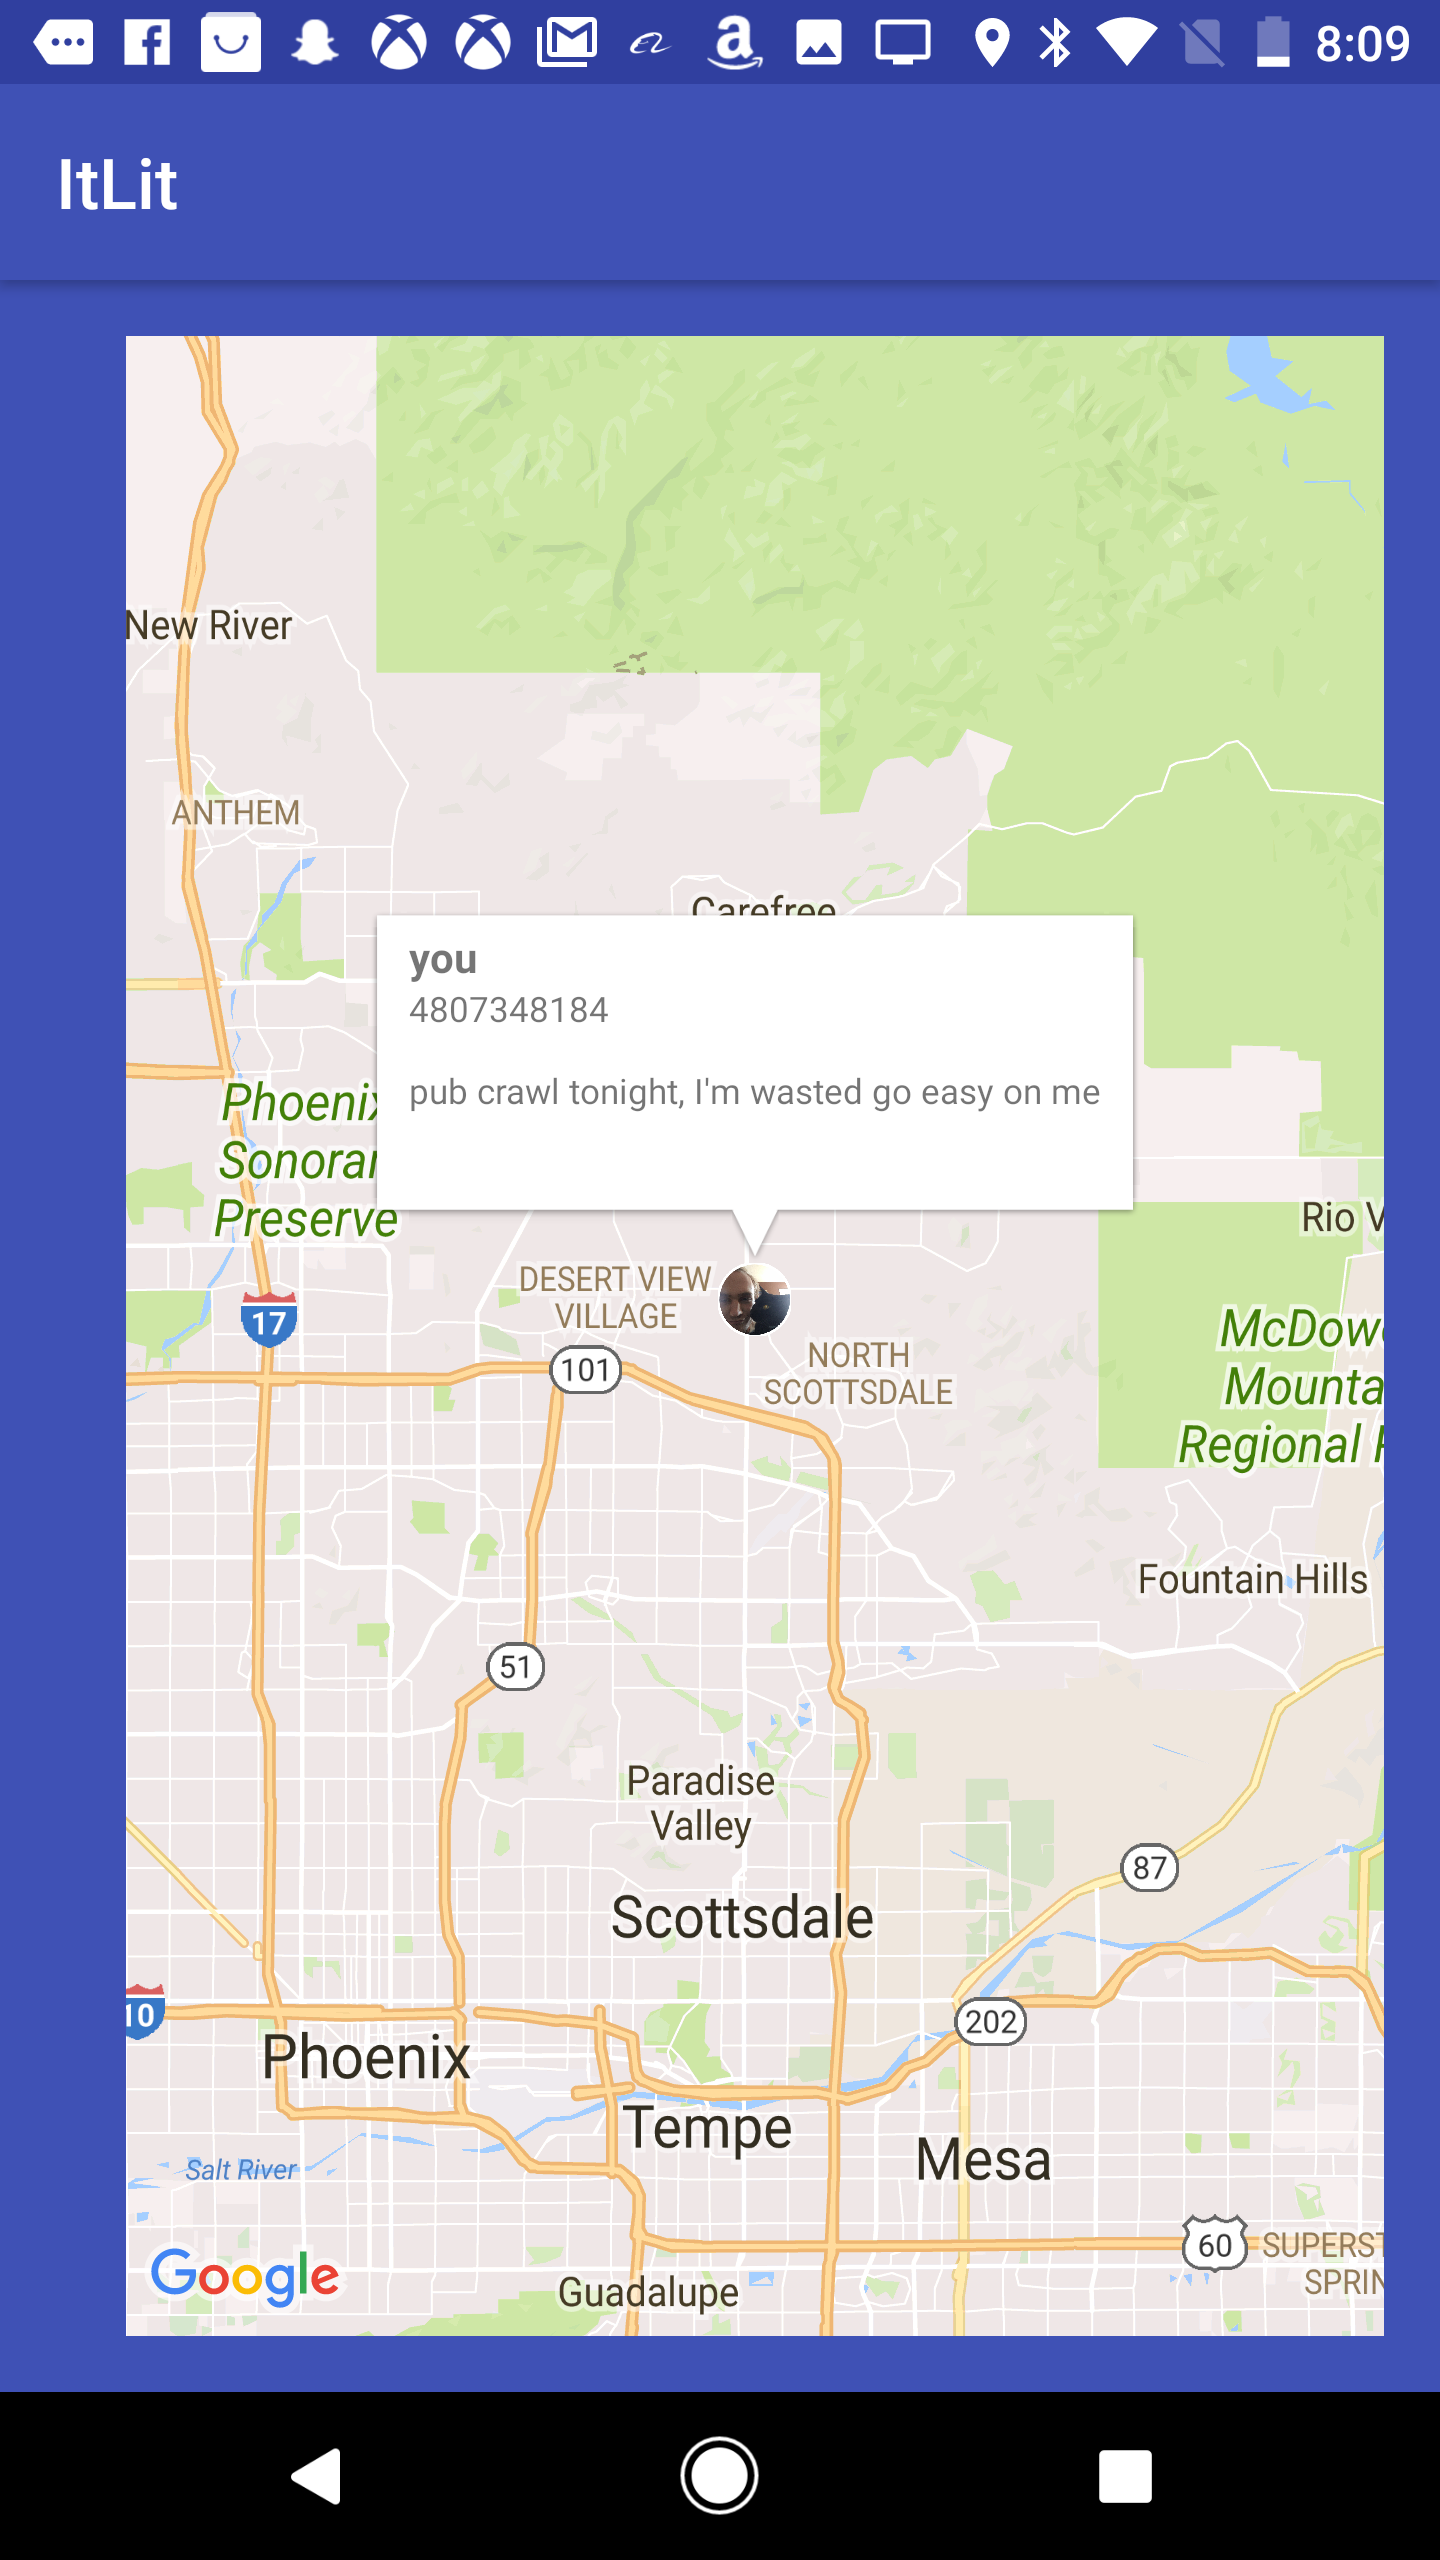 8:09
ItLit
New River
ANTHEM
Carefree
you
4807348184
pub crawl tonight, I'm wasted go easy on me
Phoenix
Sonoran
Preserve
Rio V
DESERT VIEW
VILLAGE
17
McDow
Mounta
Regional
101
NORTH
SCOTTSDALE
Fountain Hills
51
Paradise
Valley
87
Scottsdale
10
202
Phoenix
Tempe
Mesa
Salt River
60
SUPERST
SPRIN
Google
Guadalupe